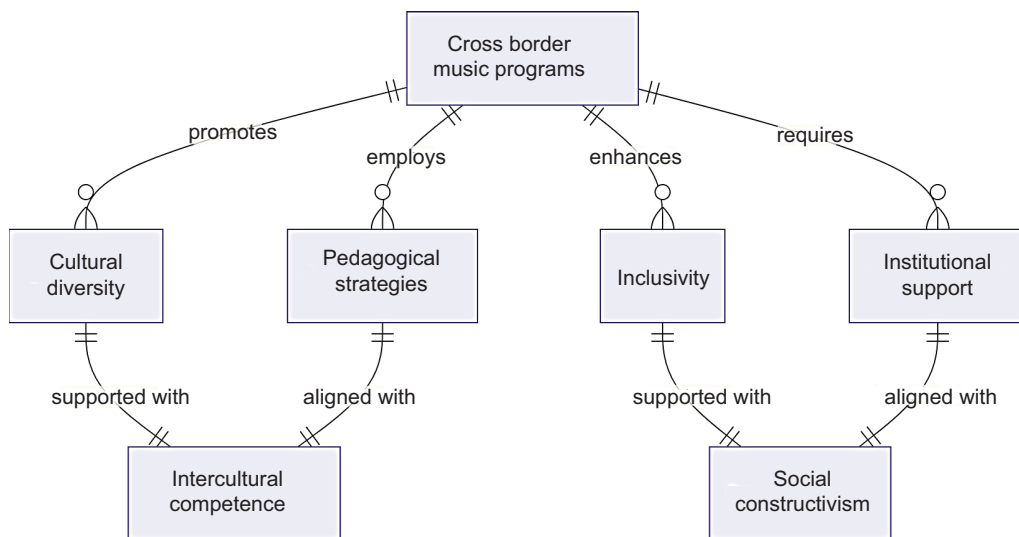 Cross border
music programs
promotes
employs
enhances
requires
Cultural
diversity
Pedagogical
strategies
Inclusivity
Institutional
support
supported with
aligned with
supported with
aligned with
Intercultural
competence
Social
constructivism